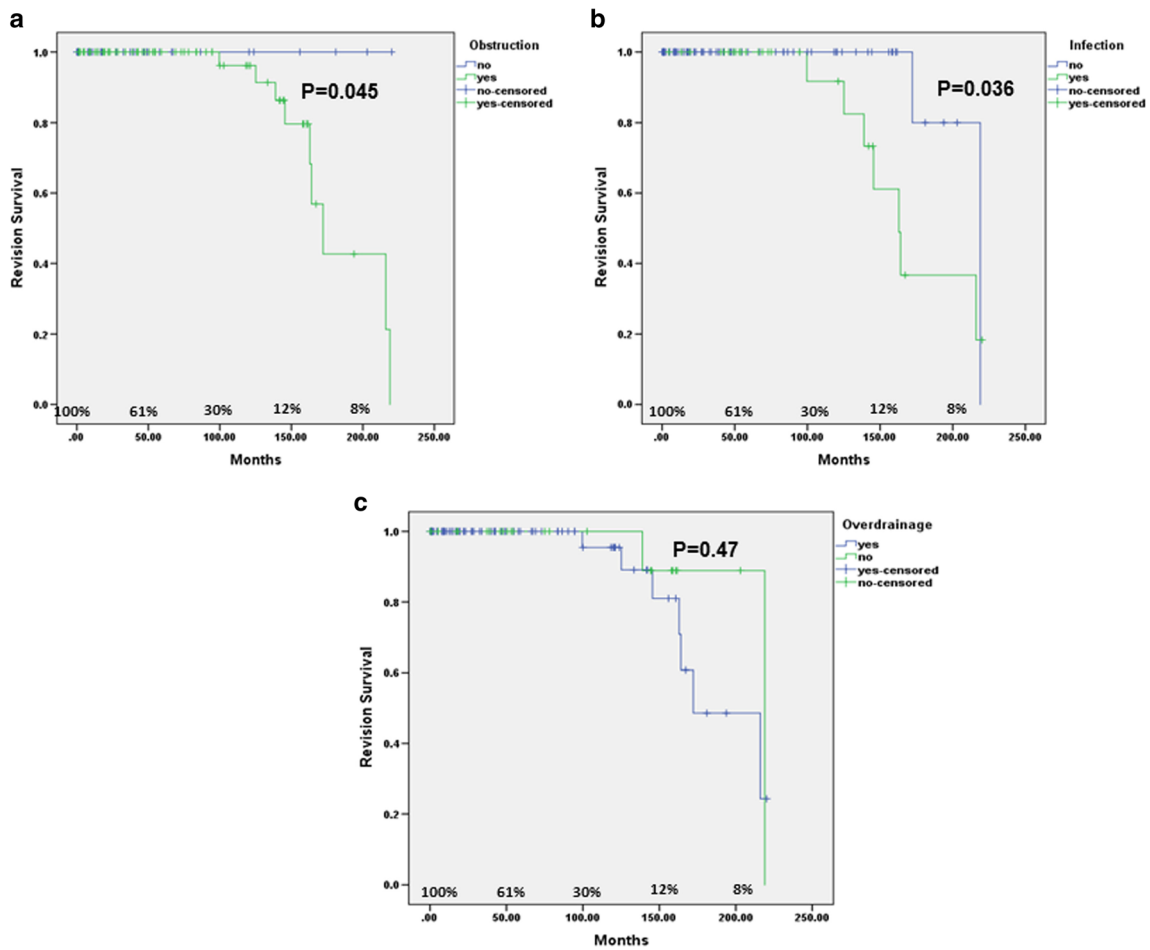 a
Obstruction
no
yes
no-censored
yes-censored
P=0.045
Revision Survival
1.0
0.8
0.6
0.4
0.2
0.0
100% 61% 30% 12% 8%
.00 50.00 100.00 150.00 200.00 250.00
Months
b
Infection
no
yes
no-censored
yes-censored
P=0.036
Revision Survival
1.0
0.8
0.6
0.4
0.2
0.0
100% 61% 30% 12% 8%
.00 50.00 100.00 150.00 200.00 250.00
Months
c
Overdrainage
yes
no
yes-censored
no-censored
P=0.47
Revision Survival
1.0
0.8
0.6
0.4
0.2
0.0
100% 61% 30% 12% 8%
.00 50.00 100.00 150.00 200.00 250.00
Months